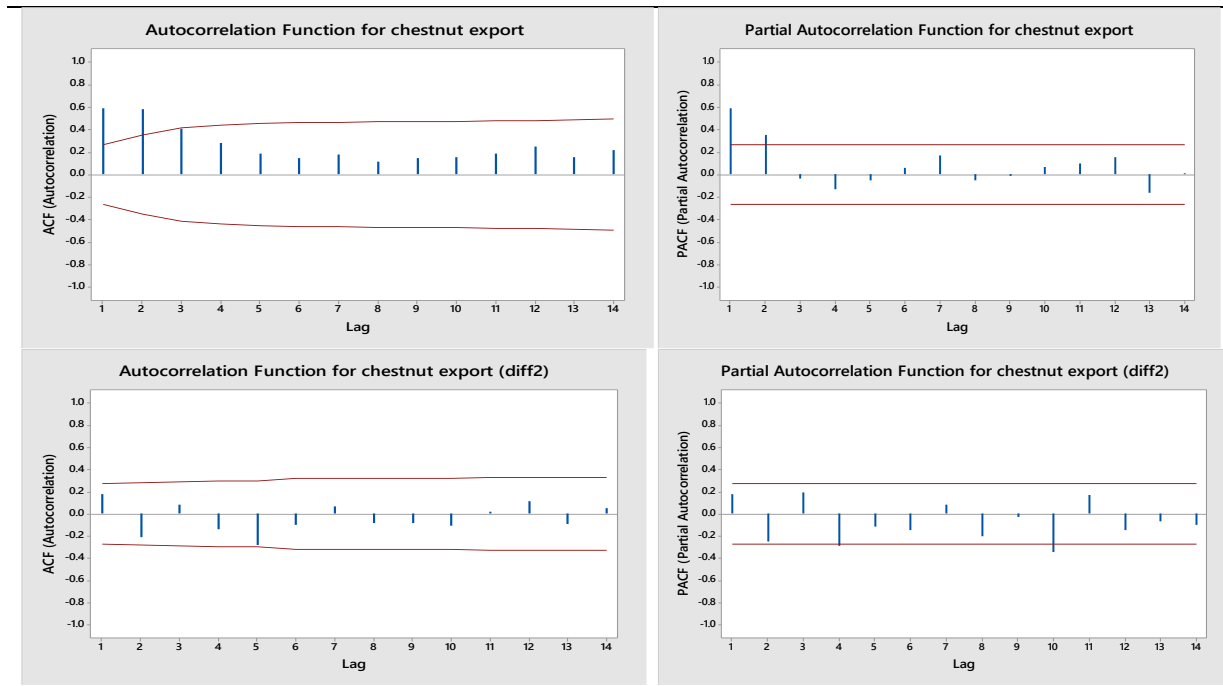 Autocorrelation Function for chestnut export
ACF (Autocorrelation)
1.0
0.8
0.6
0.4
0.2
0.0
-0.2
-0.4
-0.6
-0.8
-1.0
1 2 3 4 5 6 7 8 9 10 11 12 13 14
Lag
Partial Autocorrelation Function for chestnut export
PACF (Partial Autocorrelation)
1.0
0.8
0.6
0.4
0.2
0.0
-0.2
-0.4
-0.6
-0.8
-1.0
1 2 3 4 5 6 7 8 9 10 11 12 13 14
Lag
Autocorrelation Function for chestnut export (diff2)
ACF (Autocorrelation)
1.0
0.8
0.6
0.4
0.2
0.0
-0.2
-0.4
-0.6
-0.8
-1.0
1 2 3 4 5 6 7 8 9 10 11 12 13 14
Lag
Partial Autocorrelation Function for chestnut export (diff2)
PACF (Partial Autocorrelation)
1.0
0.8
0.6
0.4
0.2
0.0
-0.2
-0.4
-0.6
-0.8
-1.0
1 2 3 4 5 6 7 8 9 10 11 12 13 14
Lag